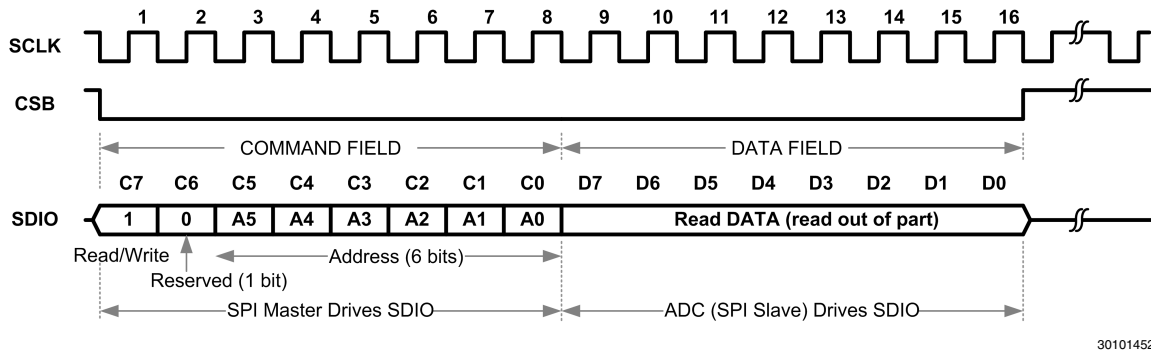 1 2 3 4 5 6 7 8 9 10 11 12 13 14 15 16
SCLK
CSB
COMMAND FIELD DATA FIELD
C7 C6 C5 C4 C3 C2 C1 C0 D7 D6 D5 D4 D3 D2 D1 D0
SDIO 1 0 A5 A4 A3 A2 A1 A0 Read DATA (read out of part)
Read/Write Address (6 bits)
Reserved (1 bit)
SPI Master Drives SDIO ADC (SPI Slave) Drives SDIO
30101452